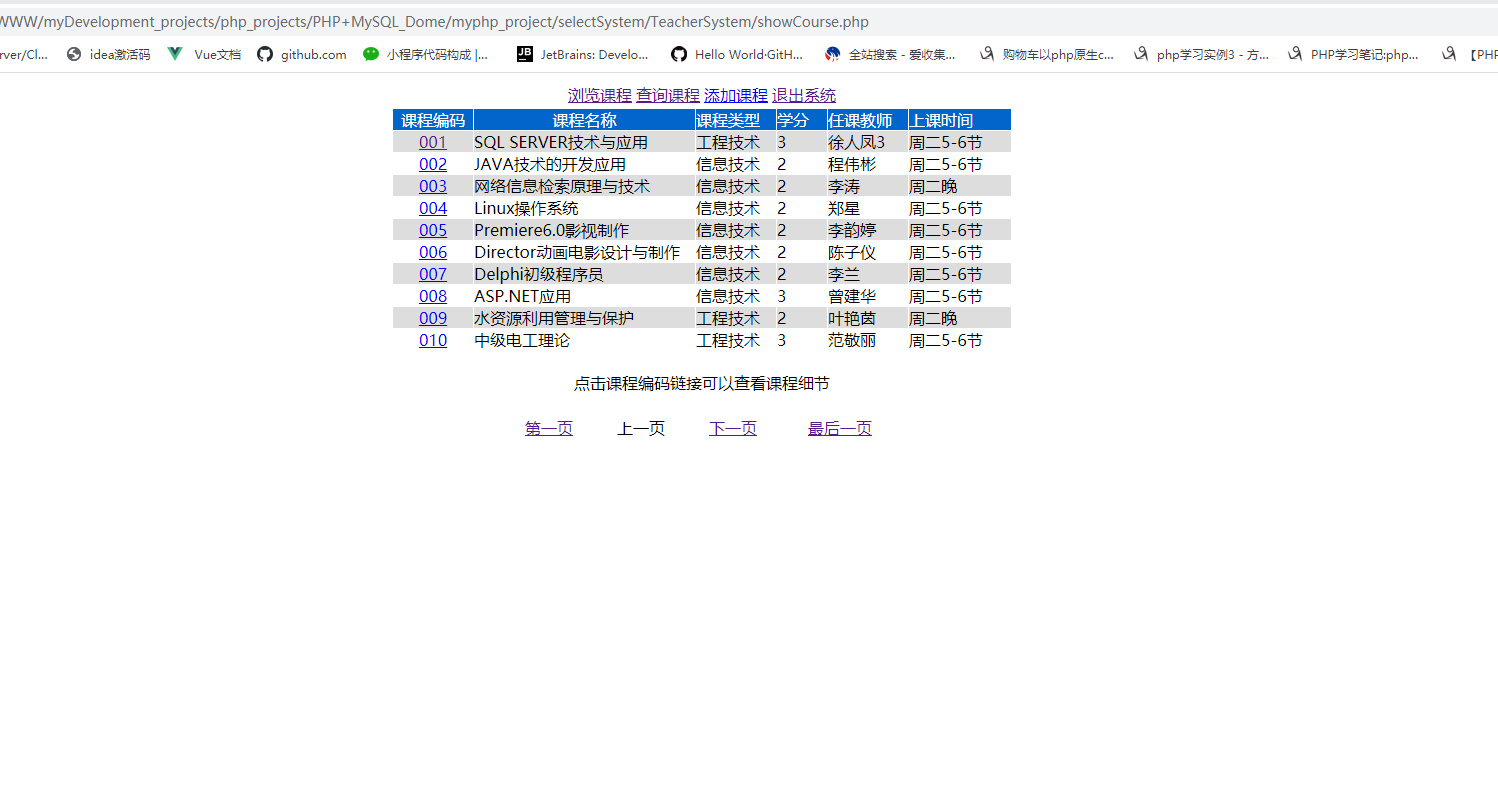 WWW/myDevelopment_projects/php_projects/PHP+MySQL_Dome/myphp_project/selectSystem/TeacherSystem/showCourse.php
rver/Cl... idea激活码 Vue文档 github.com 小程序代码构成 |... JetBrains: Develo... Hello World·GitH... 全站搜索 - 爱收集... 购物车以php原生c... php学习实例3 - 方... PHP学习笔记:php... 【PHP
浏览课程 查询课程 添加课程 退出系统
课程编码 课程名称 课程类型 学分 任课教师 上课时间
001 SQL SERVER技术与应用 工程技术 3 徐人凤3 周二5-6节
002 JAVA技术的开发应用 信息技术 2 程伟彬 周二5-6节
003 网络信息检索原理与技术 信息技术 2 李涛 周二晚
004 Linux操作系统 信息技术 2 郑星 周二5-6节
005 Premiere6.0影视制作 信息技术 2 李韵婷 周二5-6节
006 Director动画电影设计与制作 信息技术 2 陈子仪 周二5-6节
007 Delphi初级程序员 信息技术 2 李兰 周二5-6节
008 ASP.NET应用 信息技术 3 曾建华 周二5-6节
009 水资源利用管理与保护 工程技术 2 叶艳茵 周二晚
010 中级电工理论 工程技术 3 范敬丽 周二5-6节
点击课程编码链接可以查看课程细节
第一页 上一页 下一页 最后一页